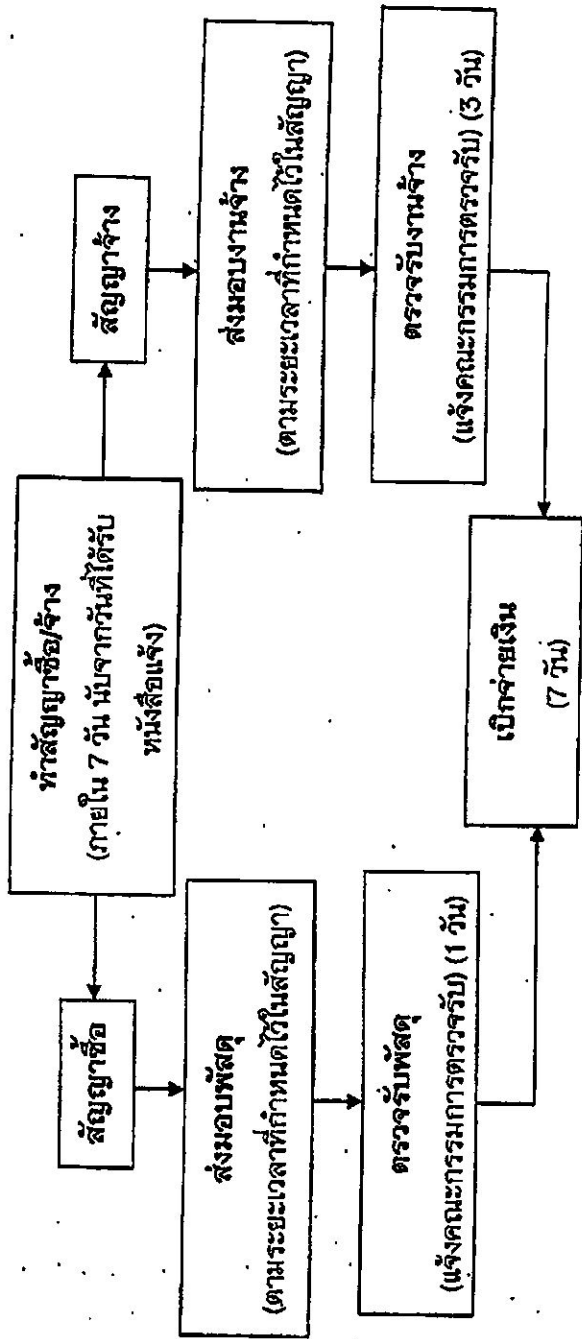 ทำสัญญาซื้อ/จ้าง
(ภายใน 7 วัน นับจากวันที่ได้รับ
หนังสือแจ้ง)
สัญญาซื้อ
สัญญาจ้าง
ส่งมอบพัสดุ
(ตามระยะเวลาที่กำหนดไว้ในสัญญา)
ส่งมอบงานจ้าง
(ตามระยะเวลาที่กำหนดไว้ในสัญญา)
ตรวจรับพัสดุ
(แจ้งคณะกรรมการตรวจรับ) (1 วัน)
ตรวจรับงานจ้าง
(แจ้งคณะกรรมการตรวจรับ) (3 วัน)
เบิกจ่ายเงิน
(7 วัน)